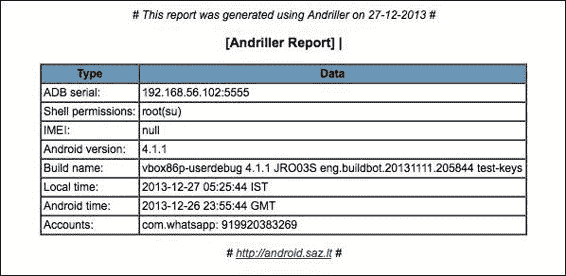 # This report was generated using Andriller on 27-12-2013 #
[Andriller Report] |
Type Data
ADB serial: 192.168.56.102:5555
Shell permissions: root(su)
IMEI: null
Android version: 4.1.1
Build name: vbox86p-userdebug 4.1.1 JRO03S eng.buildbot.20131111.205844 test-keys
Local time: 2013-12-27 05:25:44 IST
Android time: 2013-12-26 23:55:44 GMT
Accounts: com.whatsapp: 919920383269
# http://android.saz.lt #